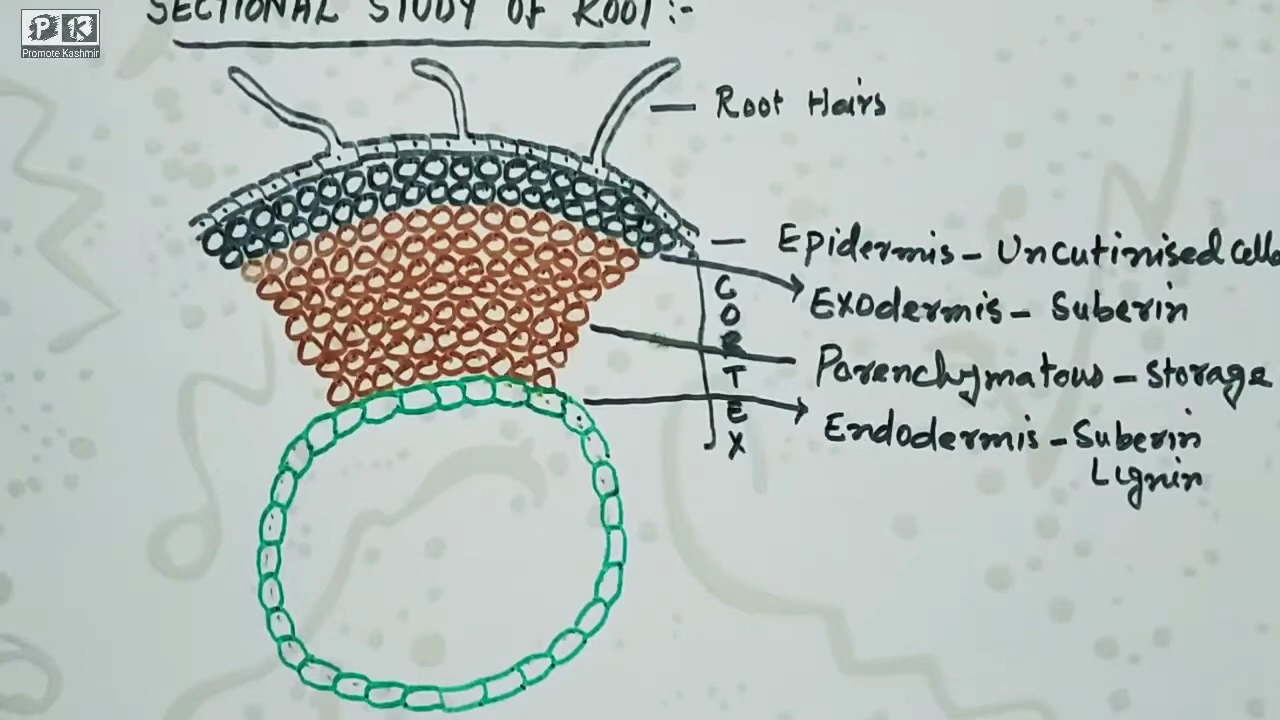 SECTIONAL STUDY OF ROOT:-
PK
Promote Kashmir
Root Hairs
Epidermis - Uncutinised Cells
Exodermis - Suberin
Parenchymatous - Storage
Endodermis - Suberin
Lignin
CORTEX